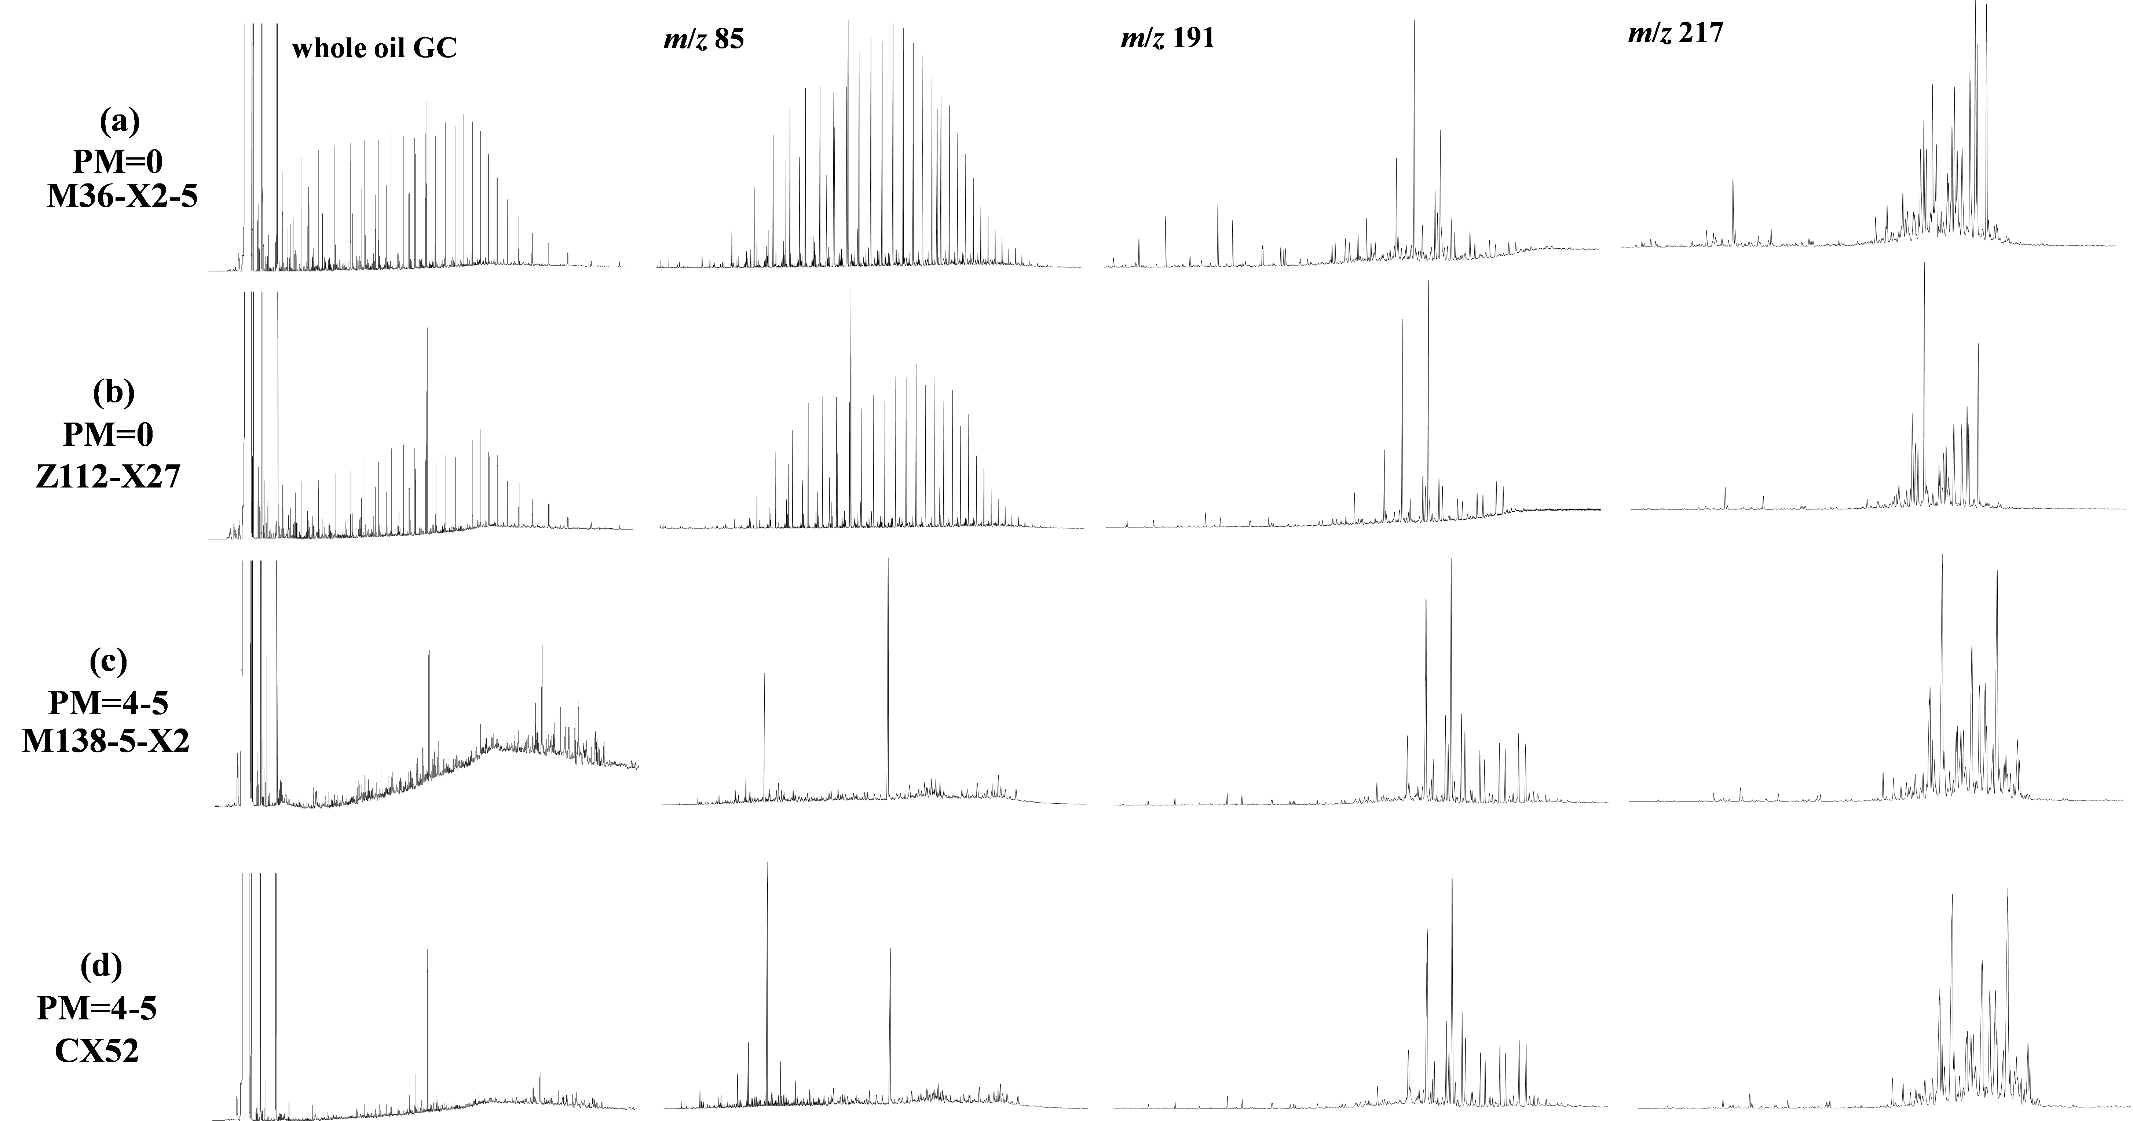 whole oil GC
m/z 85
m/z 191
m/z 217
(a)
PM=0
M36-X2-5
(b)
PM=0
Z112-X27
(c)
PM=4-5
M138-5-X2
(d)
PM=4-5
CX52